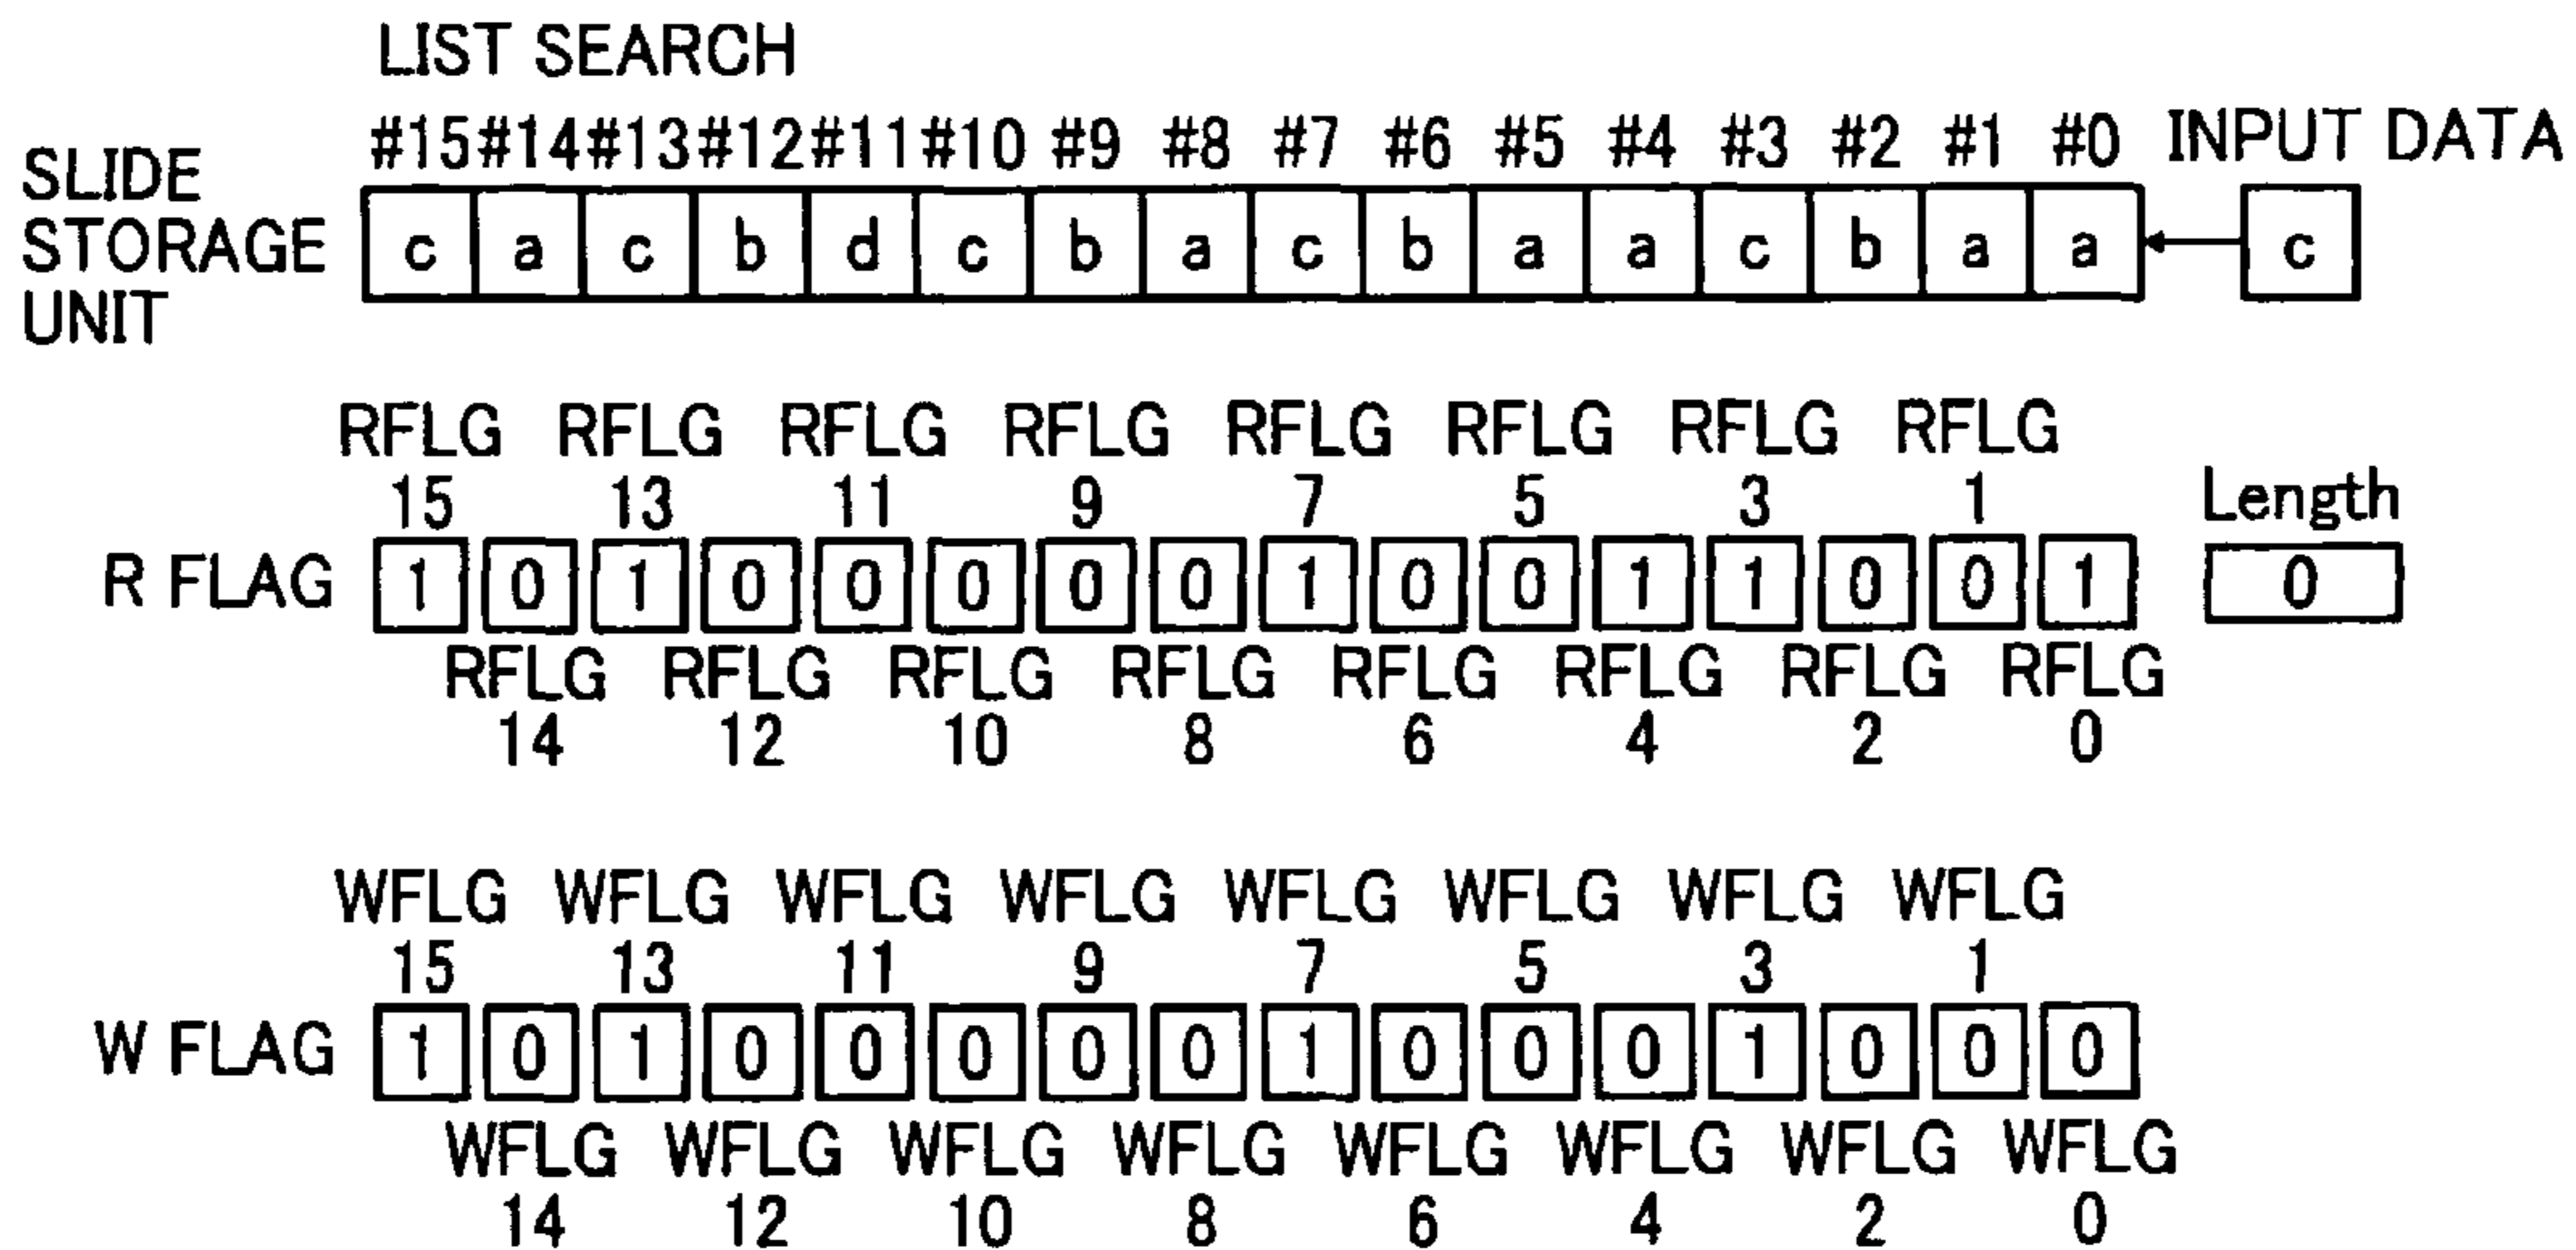 LIST SEARCH
#15 #14 #13 #12 #11 #10 #9 #8 #7 #6 #5 #4 #3 #2 #1 #0 INPUT DATA
SLIDE
STORAGE
UNIT
c a c b d c b a c b a a c b a a c
RFLG RFLG RFLG RFLG RFLG RFLG RFLG RFLG
15 13 11 9 7 5 3 1 Length
R FLAG 1 0 1 0 0 0 0 0 1 0 0 1 1 0 0 1 0
RFLG RFLG RFLG RFLG RFLG RFLG RFLG RFLG
14 12 10 8 6 4 2 0
WFLG WFLG WFLG WFLG WFLG WFLG WFLG WFLG
15 13 11 9 7 5 3 1
W FLAG 1 0 1 0 0 0 0 0 1 0 0 0 1 0 0 0
WFLG WFLG WFLG WFLG WFLG WFLG WFLG WFLG
14 12 10 8 6 4 2 0